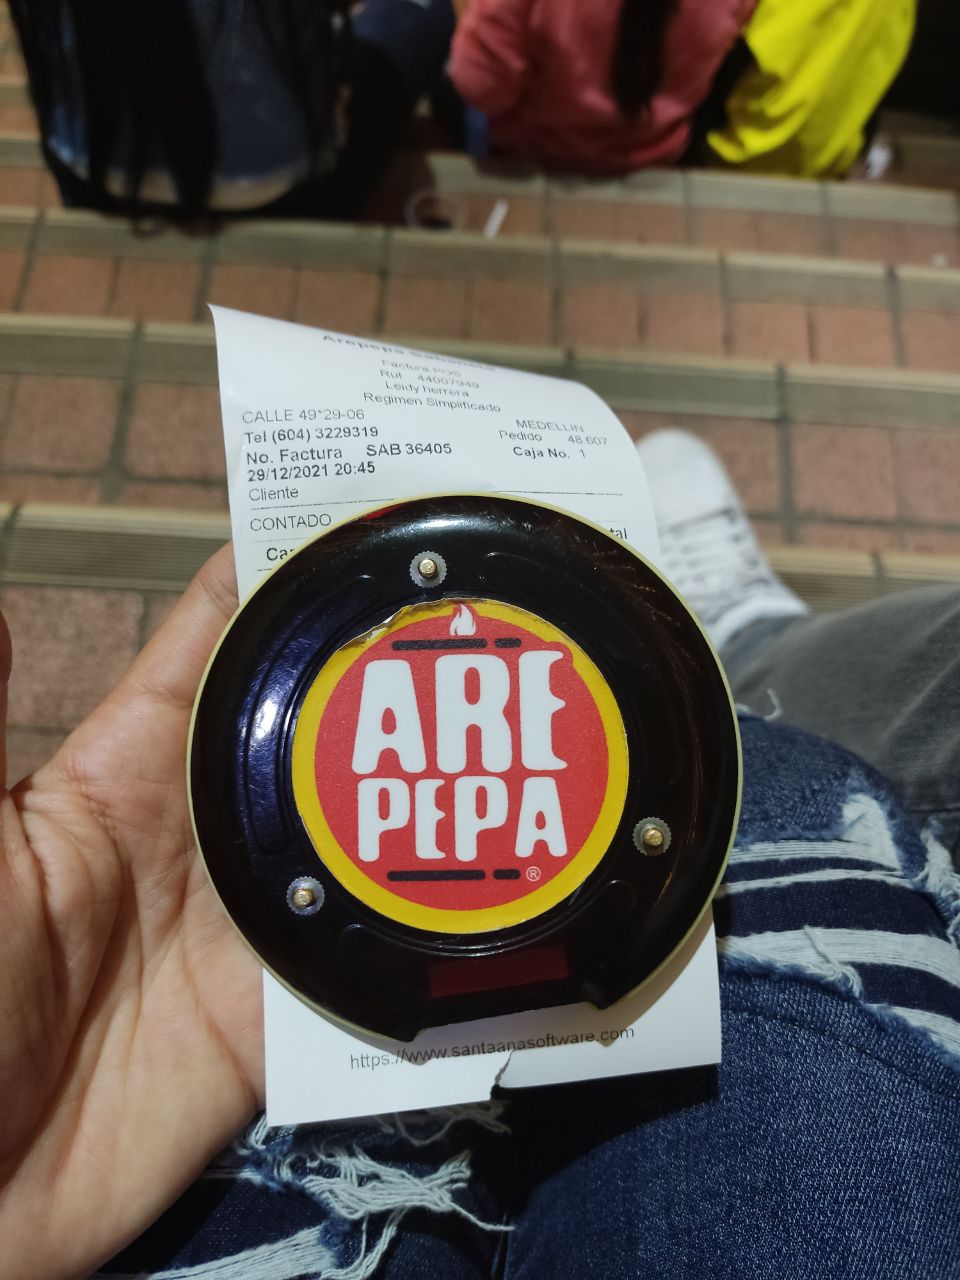 Arepepa Sabaneta
Factura POS
Rut 44007949
Leidy herrera
Regimen Simplificado
CALLE 49*29-06 MEDELLIN
Tel (604) 3229319 Pedido 48.607
No. Factura SAB 36405 Caja No. 1
29/12/2021 20:45
Cliente
CONTADO
ARE
PEPA
®
https://www.santaanasoftware.com